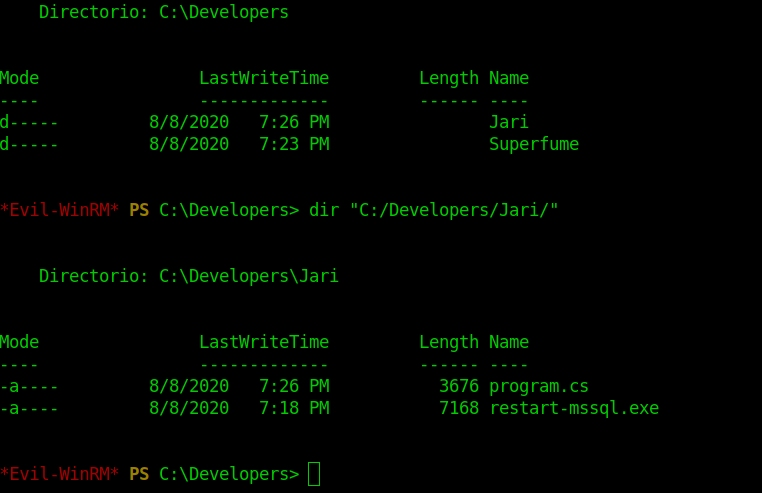 Directorio: C:\Developers
Mode LastWriteTime Length Name
---- ------------- ------ ----
d----- 8/8/2020 7:26 PM Jari
d----- 8/8/2020 7:23 PM Superfume
*Evil-WinRM* PS C:\Developers> dir "C:/Developers/Jari/"
Directorio: C:\Developers\Jari
Mode LastWriteTime Length Name
---- ------------- ------ ----
-a---- 8/8/2020 7:26 PM 3676 program.cs
-a---- 8/8/2020 7:18 PM 7168 restart-mssql.exe
*Evil-WinRM* PS C:\Developers>